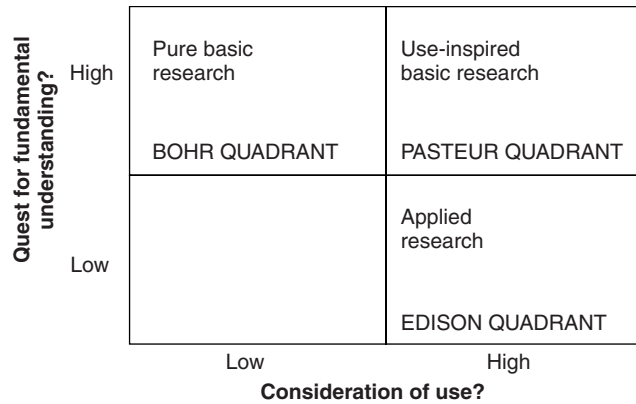 Quest for fundamental
understanding?
High
Pure basic
research
BOHR QUADRANT
Use-inspired
basic research
PASTEUR QUADRANT
Low
Applied
research
EDISON QUADRANT
Low
High
Consideration of use?